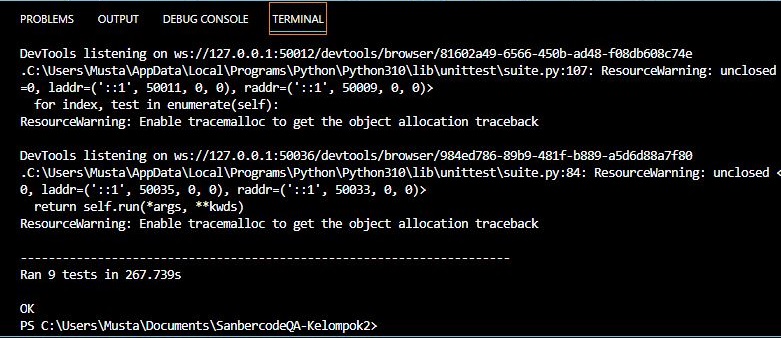 PROBLEMS OUTPUT DEBUG CONSOLE TERMINAL
DevTools listening on ws://127.0.0.1:50012/devtools/browser/81602a49-6566-450b-ad48-f08db608c74e
.C:\Users\Musta\AppData\Local\Programs\Python\Python310\lib\unittest\suite.py:107: ResourceWarning: unclosed
=0, laddr=('::1', 50011, 0, 0), raddr=('::1', 50009, 0, 0)>
for index, test in enumerate(self):
ResourceWarning: Enable tracemalloc to get the object allocation traceback
DevTools listening on ws://127.0.0.1:50036/devtools/browser/984ed786-89b9-481f-b889-a5d6d88a7f80
.C:\Users\Musta\AppData\Local\Programs\Python\Python310\lib\unittest\suite.py:84: ResourceWarning: unclosed <
0, laddr=('::1', 50035, 0, 0), raddr=('::1', 50033, 0, 0)>
return self.run(*args, **kwds)
ResourceWarning: Enable tracemalloc to get the object allocation traceback
----------------------------------------------------------------------
Ran 9 tests in 267.739s
OK
PS C:\Users\Musta\Documents\SanbercodeQA-Kelompok2>